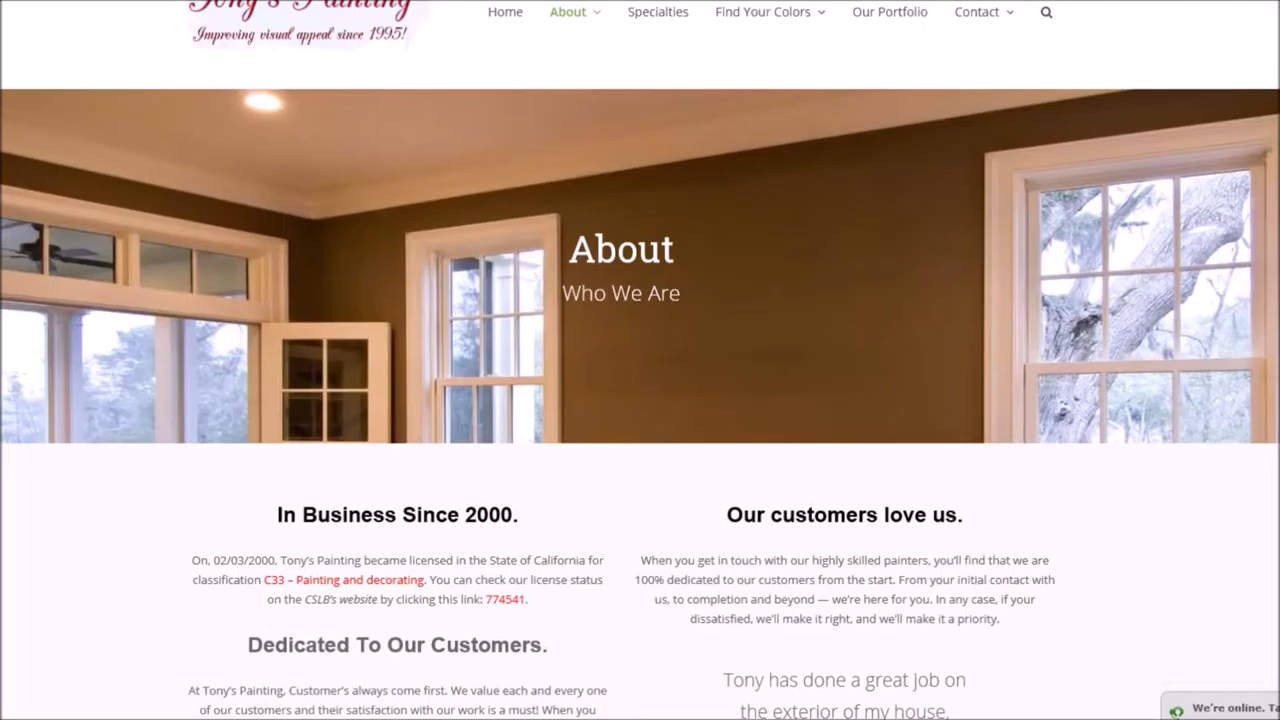 Tony's Painting
Improving visual appeal since 1995!
Home About Specialties Find Your Colors Our Portfolio Contact
About
Who We Are
In Business Since 2000.
On, 02/03/2000, Tony's Painting became licensed in the State of California for
classification C33 – Painting and decorating. You can check our license status
on the CSLB's website by clicking this link: 774541.
Dedicated To Our Customers.
At Tony's Painting, Customer's always come first. We value each and every one
of our customers and their satisfaction with our work is a must! When you
Our customers love us.
When you get in touch with our highly skilled painters, you'll find that we are
100% dedicated to our customers from the start. From your initial contact with
us, to completion and beyond — we're here for you. In any case, if your
dissatisfied, we'll make it right, and we'll make it a priority.
Tony has done a great job on
the exterior of my house,
We're online.